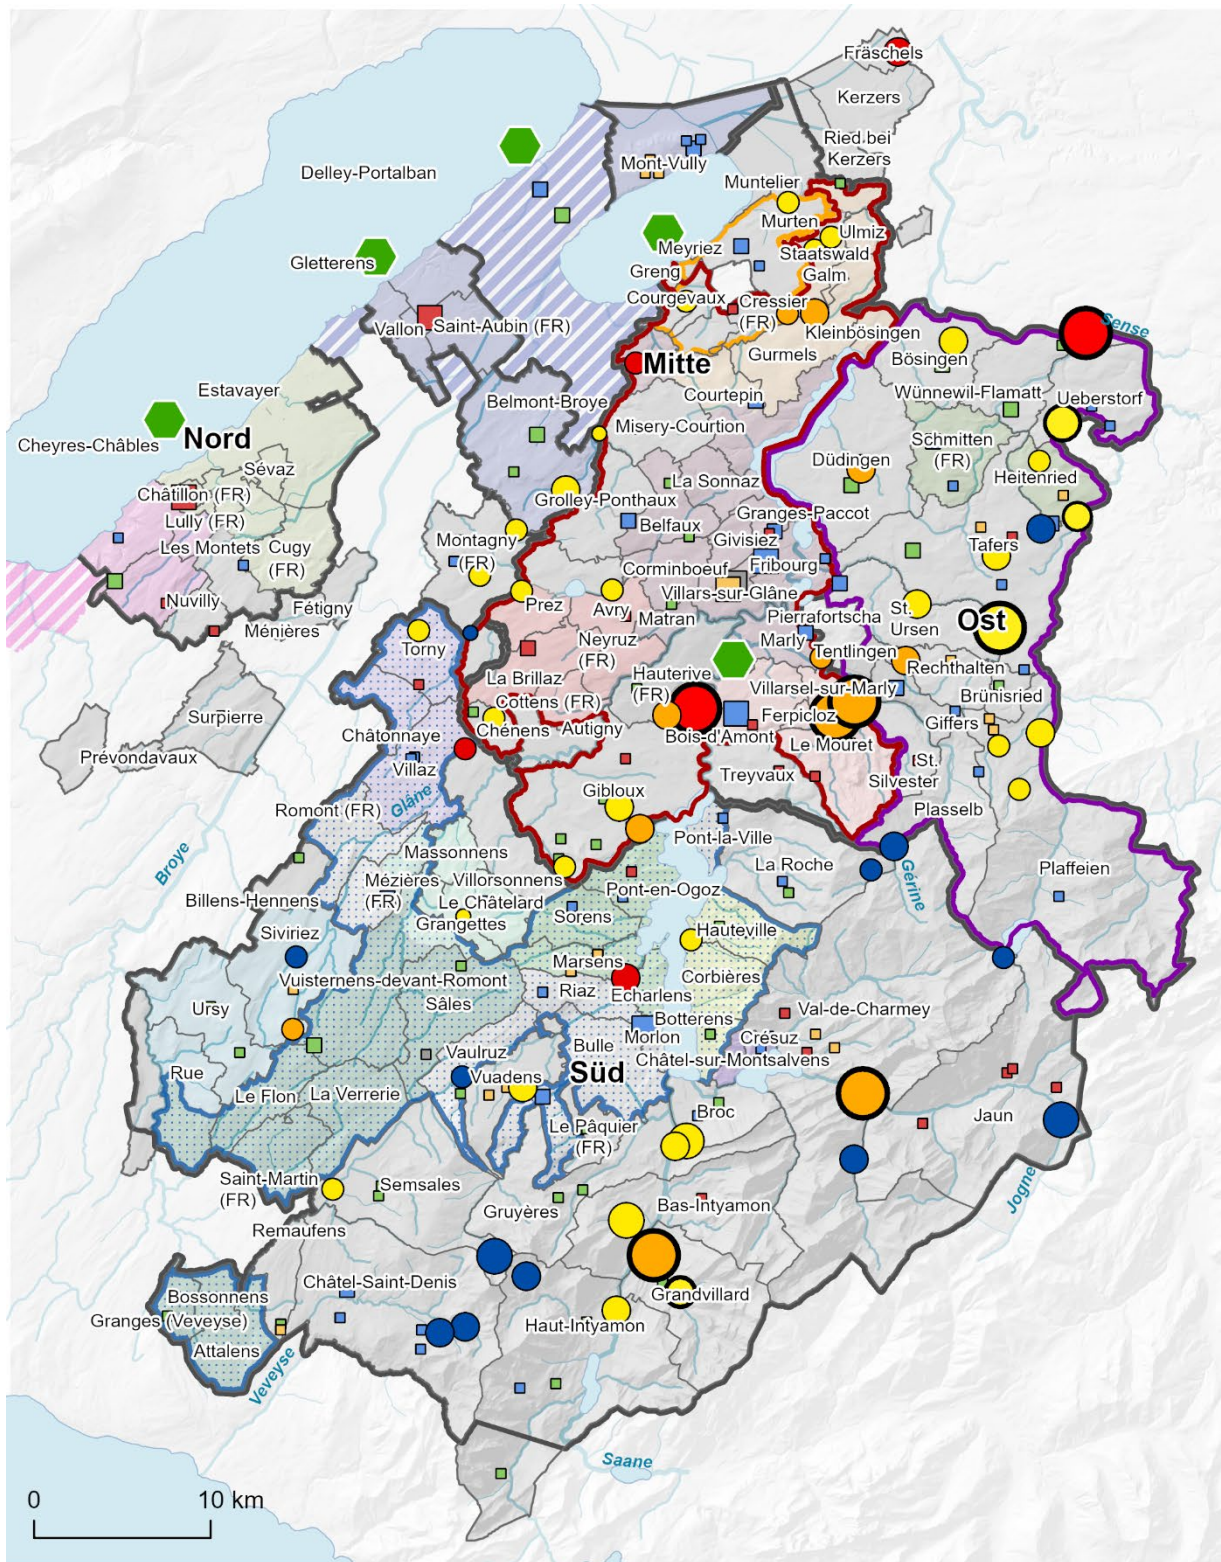 Fräschels
Kerzers
Ried bei
Kerzers
Mont-Vully
Delley-Portalban
Muntelier
Murten
Ulmiz
Meyriez
Staatswald
Galm
Gletterens
Greng
Courgevaux
Cressier
(FR)
Kleinbösingen
Vallon
Saint-Aubin (FR)
Sense
Bösingen
Gurmels
Mitte
Wünnewil-Flamatt
Ueberstorf
Estavayer
Belmont-Broye
Courtepin
Misery-Courtion
Cheyres-Châbles
Nord
Schmitten
(FR)
Düdingen
Heitenried
Sévaz
La Sonnaz
Châtillon (FR)
Grolley-Ponthaux
Granges-Paccot
Lully (FR)
Belfaux
Givisiez
Montagny
(FR)
Tafers
Les Montets
Cugy
(FR)
Corminboeuf
Fribourg
Villars-sur-Glâne
Nuvilly
Fétigny
Prez
Avry
Matran
Pierrafortscha
St.
Ursen
Ost
Ménières
Marly
Torny
Neyruz
(FR)
Tentlingen
Rechthalten
La Brillaz
Hauterive
(FR)
Villarsel-sur-Marly
Brünisried
Cottens (FR)
Surpierre
Ferpicloz
Giffers
Chénens
Autigny
Bois-d'Amont
Châtonnaye
Le Mouret
Prévondavaux
Villaz
Treyvaux
St.
Silvester
Gibloux
Glâne
Romont (FR)
Plasselb
Pont-la-Ville
Broye
Massonnens
La Roche
Gérine
Plaffeien
Mézières
(FR)
Villorsonnens
Pont-en-Ogoz
Billens-Hennens
Le Châtelard
Sorens
Grangettes
Siviriez
Hauteville
Marsens
Vuisternens-devant-Romont
Corbières
Riaz
Echarlens
Ursy
Sâles
Val-de-Charmey
Botterens
Morlon
Crésuz
Bulle
Châtel-sur-Montsalvens
Vaulruz
Rue
Süd
Vuadens
Le Flon
La Verrerie
Broc
Jaun
Le Pâquier
(FR)
Saint-Martin
(FR)
Semsales
Jogne
Gruyères
Bas-Intyamon
Remaufens
Châtel-Saint-Denis
Bossonnens
Grandvillard
Granges (Veveyse)
Haut-Intyamon
Attalens
Veveyse
Saane
0
10 km